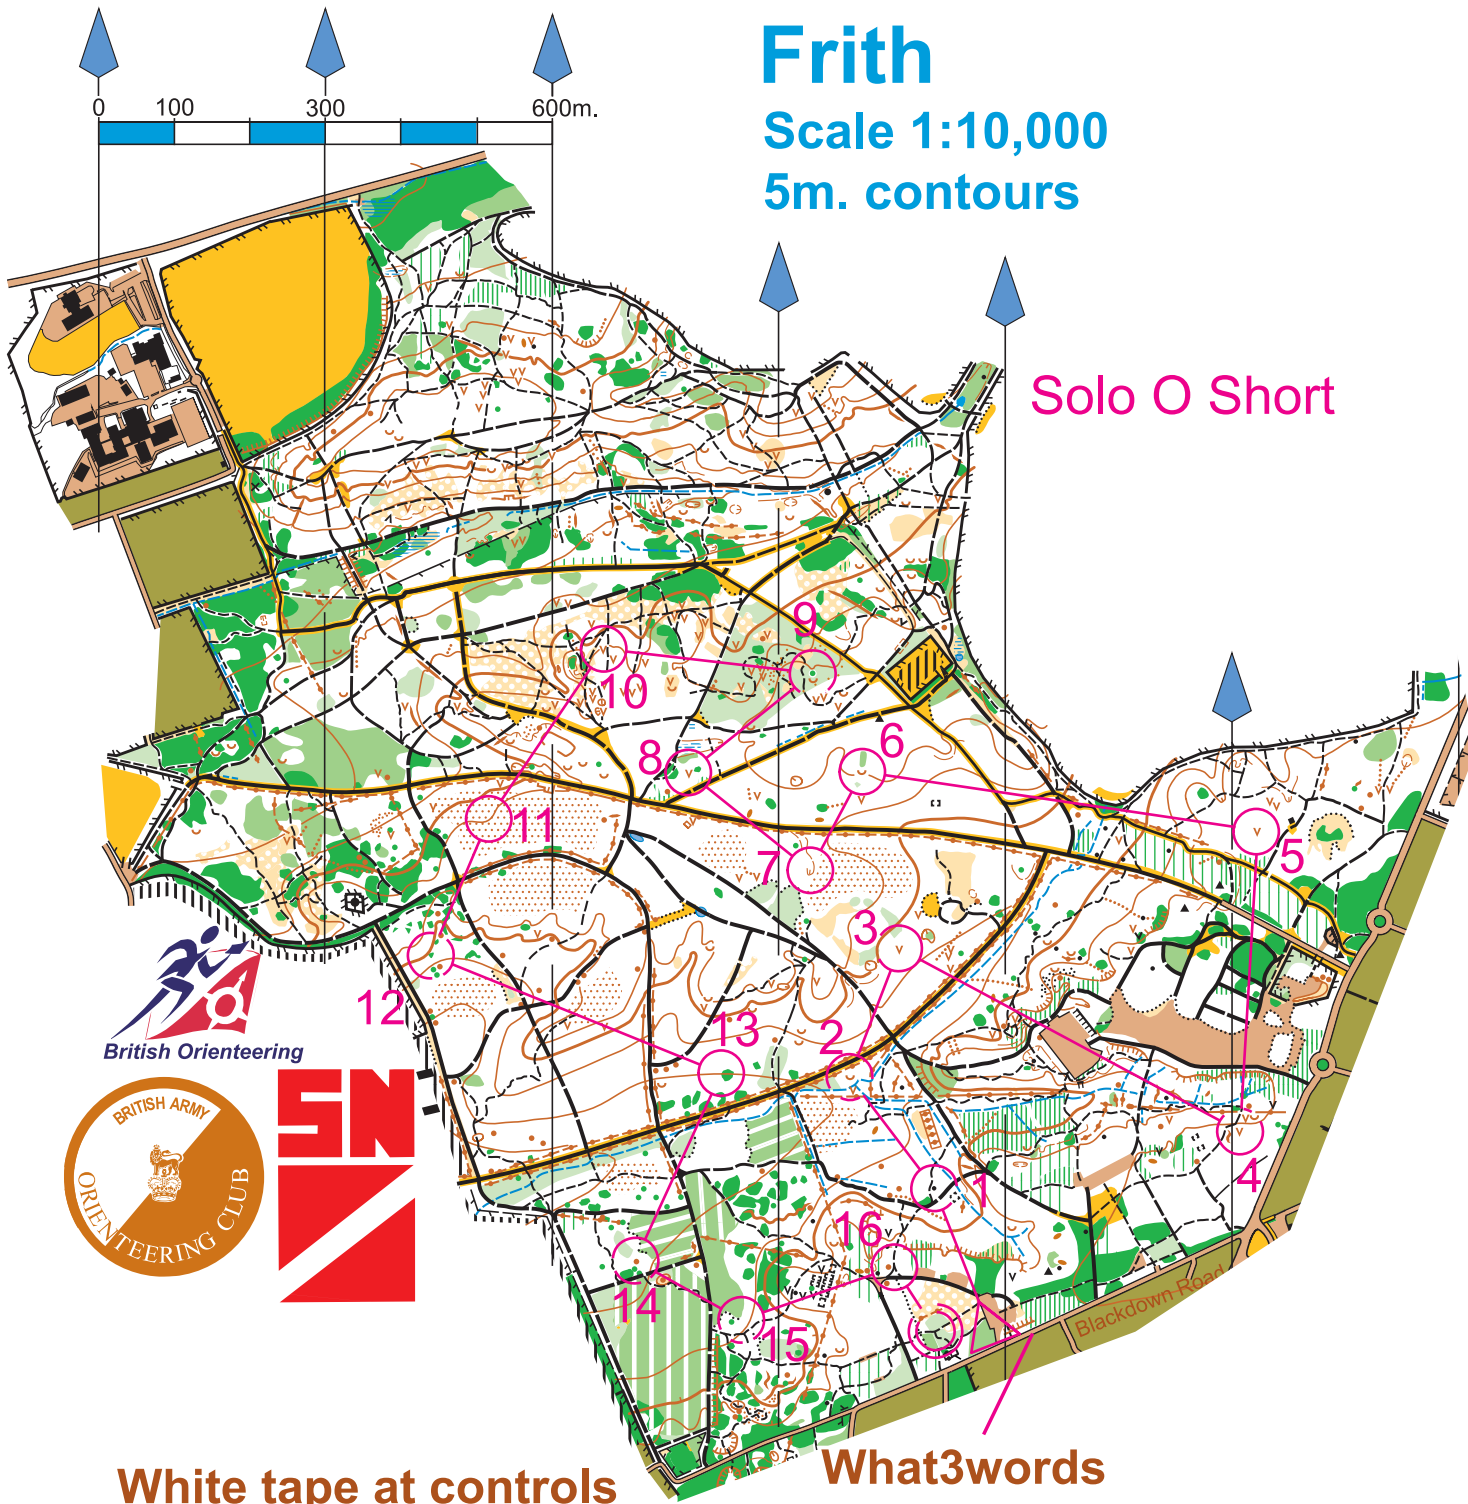 Frith
Scale 1:10,000
5m. contours
0 100 300 600m.
Solo O Short
9
10
6
8
5
11
7
3
12
13
2
1
4
16
14
15
British Orienteering
BRITISH ARMY
ORIENTEERING CLUB
SN
Blackdown Road
What3words
White tape at controls